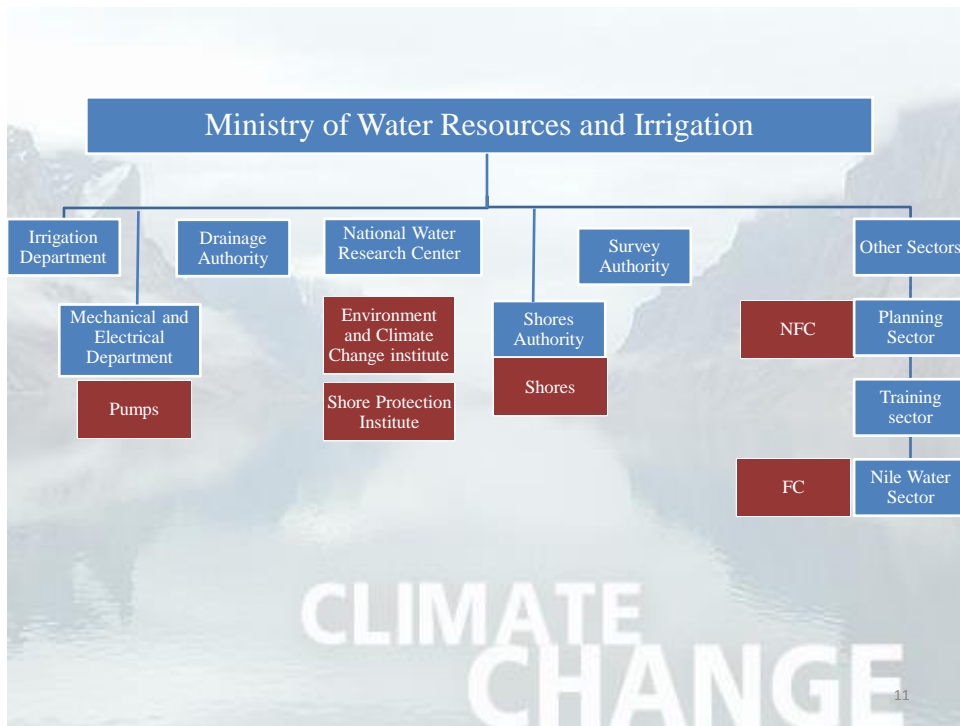 Ministry of Water Resources and Irrigation
Irrigation
Department
Drainage
Authority
National Water
Research Center
Survey
Authority
Other Sectors
Mechanical and
Electrical
Department
Environment
and Climate
Change institute
Shores
Authority
NFC
Planning
Sector
Pumps
Shore Protection
Institute
Shores
Training
sector
FC
Nile Water
Sector
CLIMATE
CHANGE
11